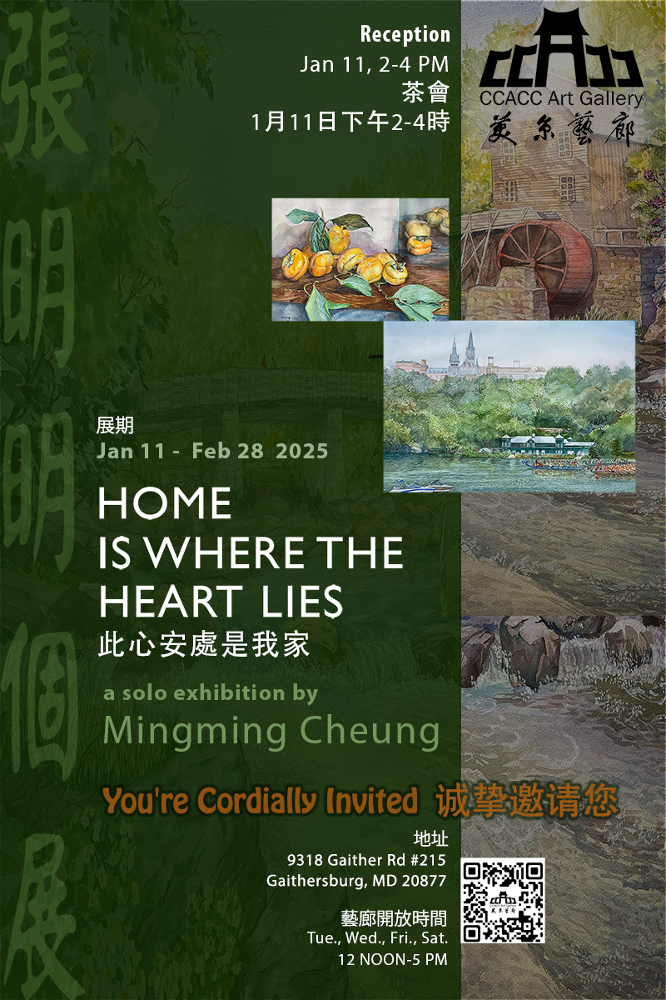 張明明個展
Reception
Jan 11, 2-4 PM
茶會
1月11日下午2-4時
CCACC
CCACC Art Gallery
美京藝廊
展期
Jan 11 - Feb 28 2025
HOME
IS WHERE THE
HEART LIES
此心安處是我家
a solo exhibition by
Mingming Cheung
You're Cordially Invited 诚挚邀请您
地址
9318 Gaither Rd #215
Gaithersburg, MD 20877
藝廊開放時間
Tue., Wed., Fri., Sat.
12 NOON-5 PM